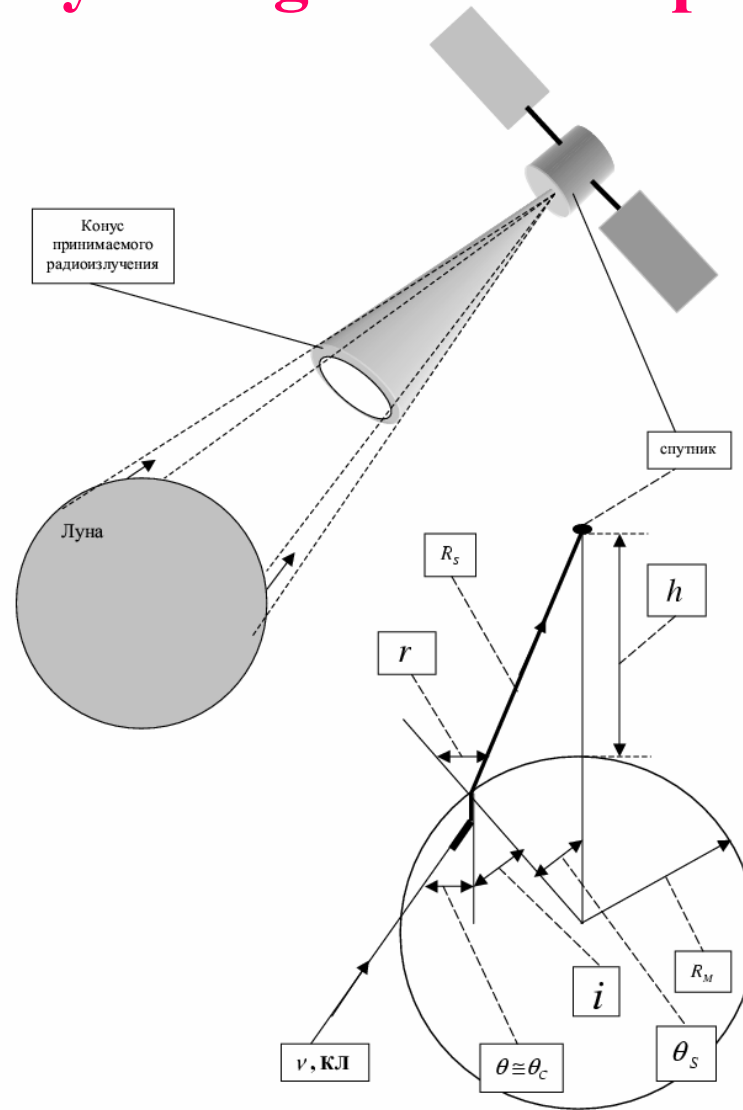 Конус
принимаемого
радиоизлучения
спутник
Луна
R_S
h
r
R_M
i
θ_S
ν, КЛ
θ≅θ_C